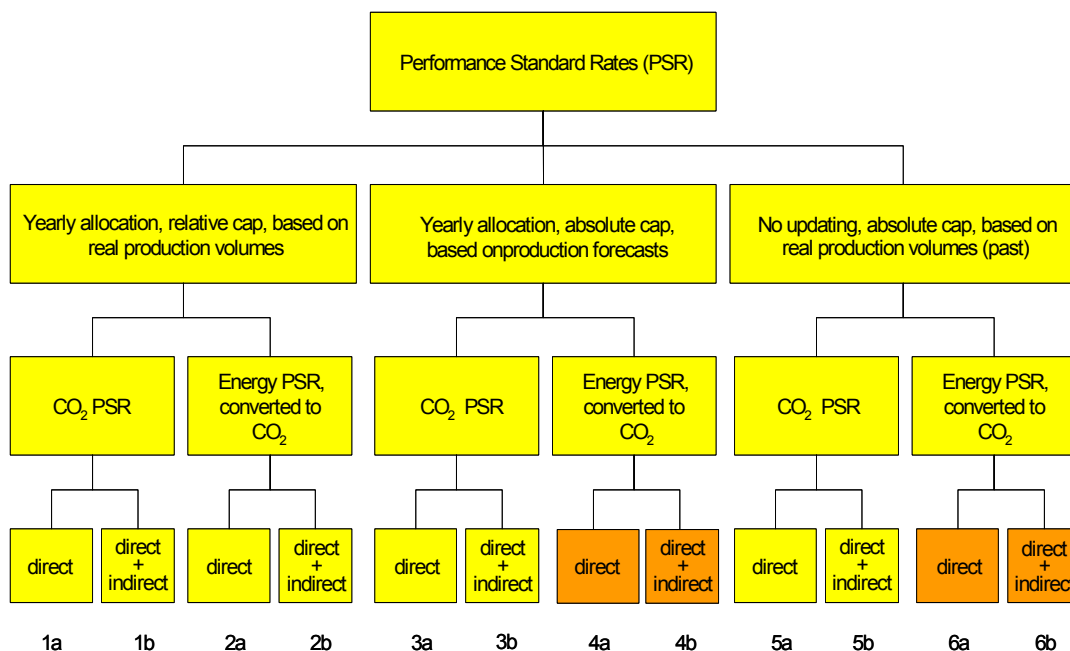 Performance Standard Rates (PSR)
Yearly allocation, relative cap, based on
real production volumes
Yearly allocation, absolute cap,
based onproduction forecasts
No updating, absolute cap, based on
real production volumes (past)
CO₂ PSR
Energy PSR,
converted to
CO₂
CO₂ PSR
Energy PSR,
converted to
CO₂
CO₂ PSR
Energy PSR,
converted to
CO₂
direct
direct
+
indirect
direct
direct
+
indirect
direct
direct
+
indirect
direct
direct
+
indirect
direct
direct
+
indirect
direct
direct
+
indirect
1a 1b 2a 2b 3a 3b 4a 4b 5a 5b 6a 6b